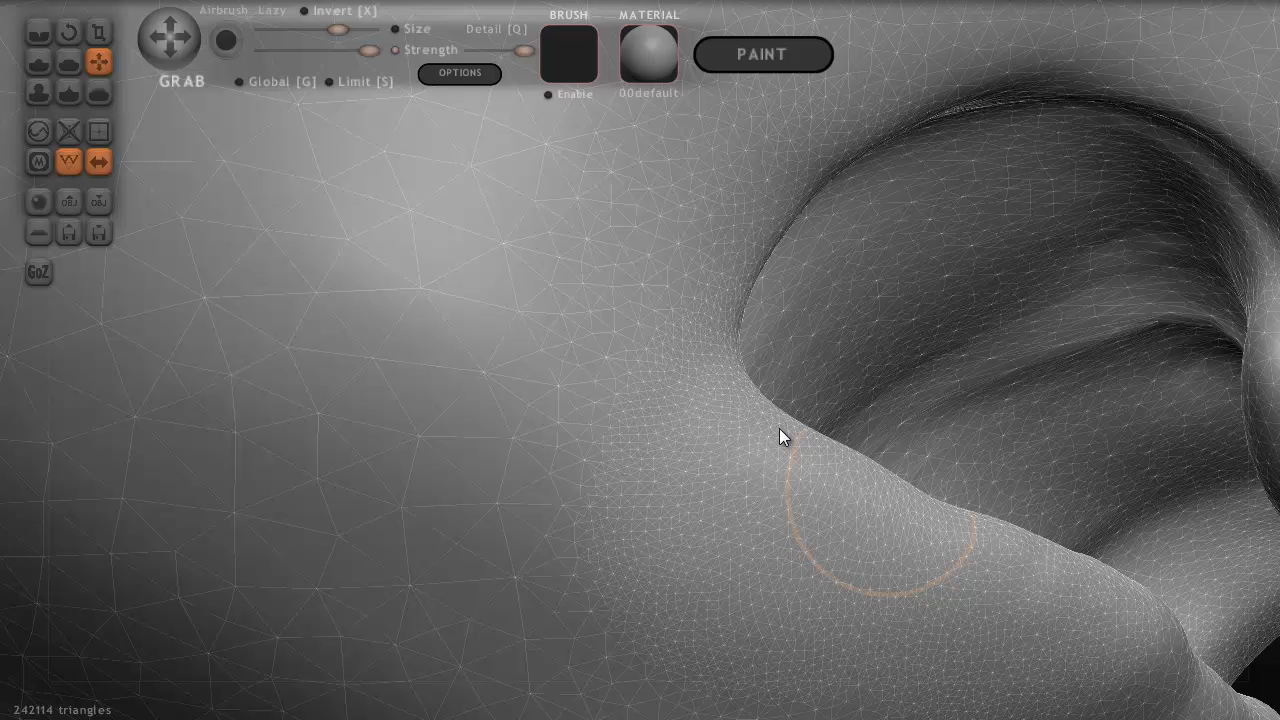 Airbrush Lazy Invert [X]
Size Detail [Q]
Strength
GRAB
Global [G] Limit [S]
OPTIONS
BRUSH
Enable
MATERIAL
00default
PAINT
OBJ OBJ
GoZ
242114 triangles